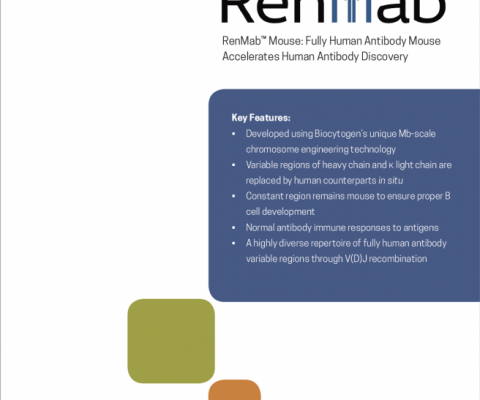 RenMab
RenMab™ Mouse: Fully Human Antibody Mouse
Accelerates Human Antibody Discovery
Key Features:
• Developed using Biocytogen's unique Mb-scale
chromosome engineering technology
• Variable regions of heavy chain and κ light chain are
replaced by human counterparts in situ
• Constant region remains mouse to ensure proper B
cell development
• Normal antibody immune responses to antigens
• A highly diverse repertoire of fully human antibody
variable regions through V(D)J recombination